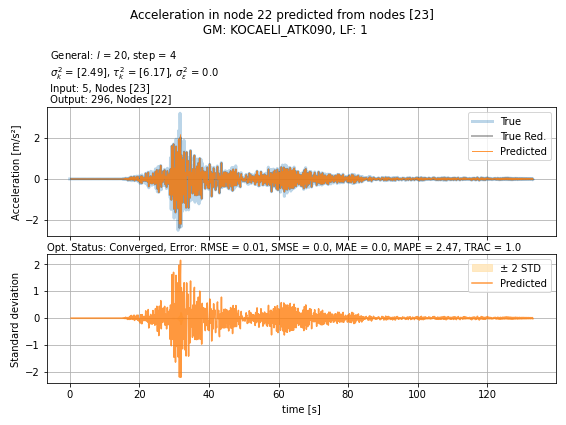 Acceleration in node 22 predicted from nodes [23]
GM: KOCAELI_ATK090, LF: 1
General: l = 20, step = 4
σ²ₖ = [2.49], τ²ₖ = [6.17], σ²ε = 0.0
Input: 5, Nodes [23]
Output: 296, Nodes [22]
True
True Red.
Predicted
Acceleration [m/s²]
2
0
−2
Opt. Status: Converged, Error: RMSE = 0.01, SMSE = 0.0, MAE = 0.0, MAPE = 2.47, TRAC = 1.0
± 2 STD
Predicted
Standard deviation
2
1
0
−1
−2
0 20 40 60 80 100 120
time [s]